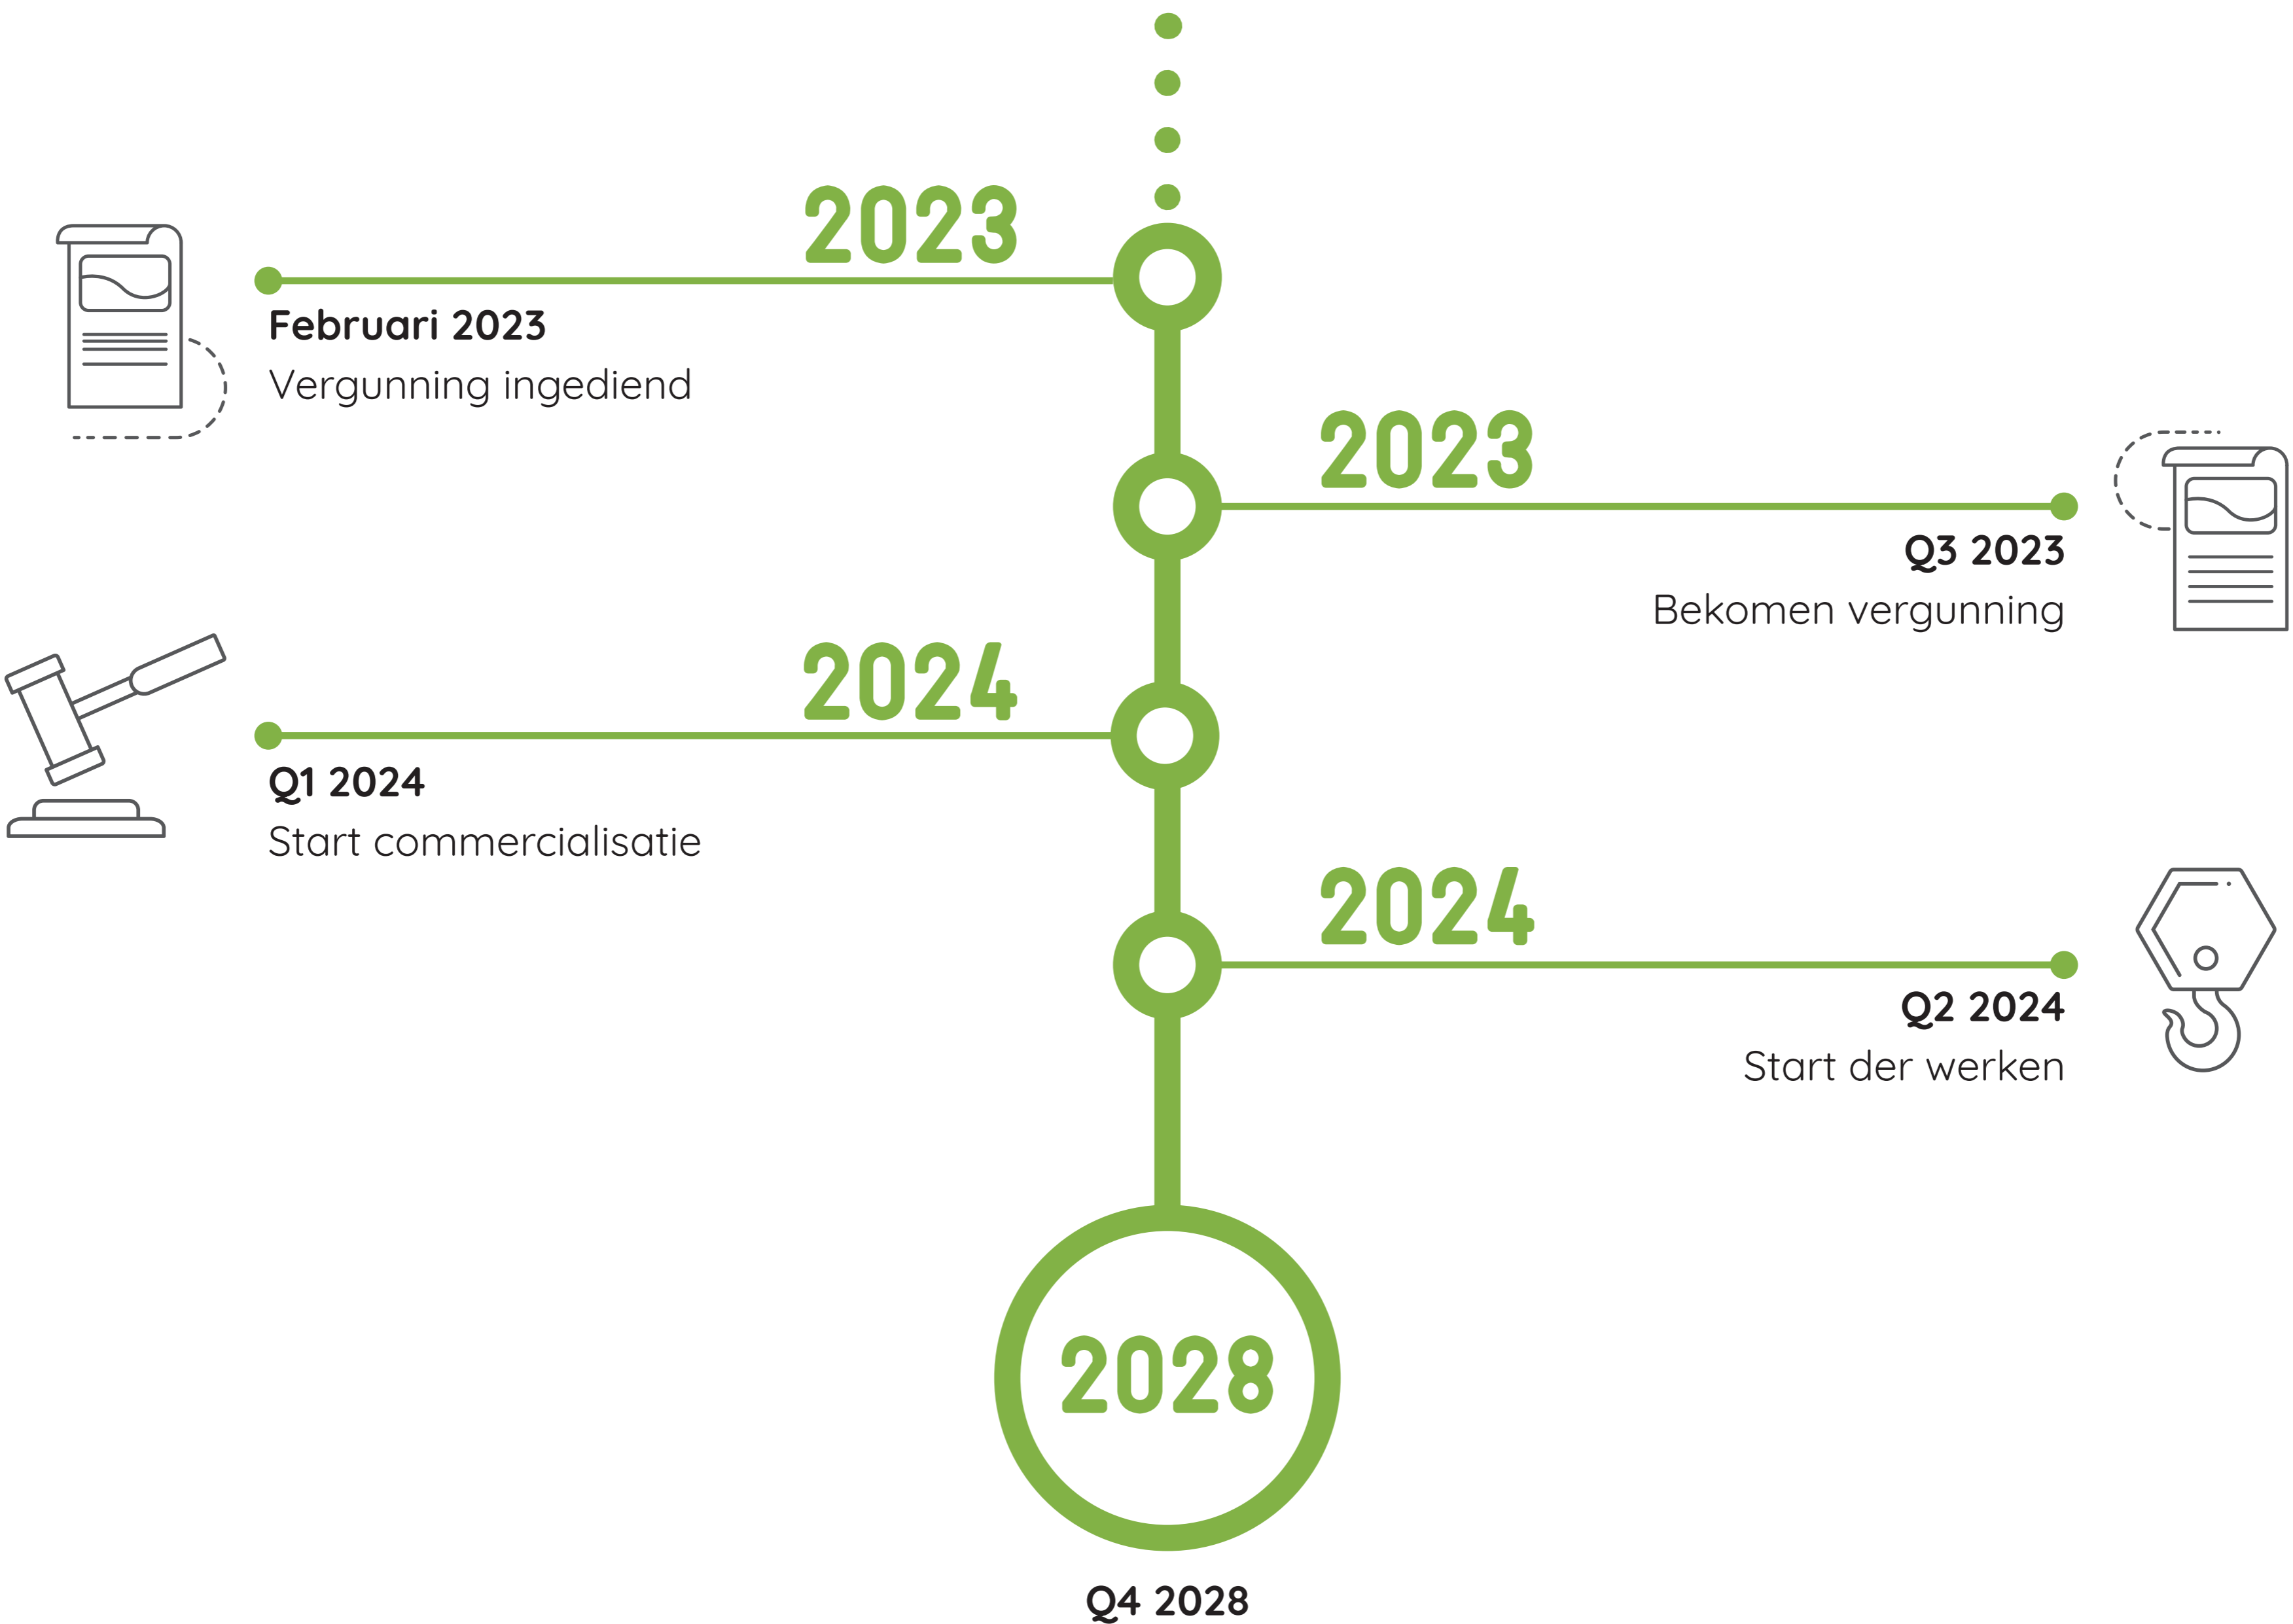 2023
Februari 2023
Vergunning ingediend
2023
Q3 2023
Bekomen vergunning
2024
Q1 2024
Start commercialisatie
2024
Q2 2024
Start der werken
2028
Q4 2028